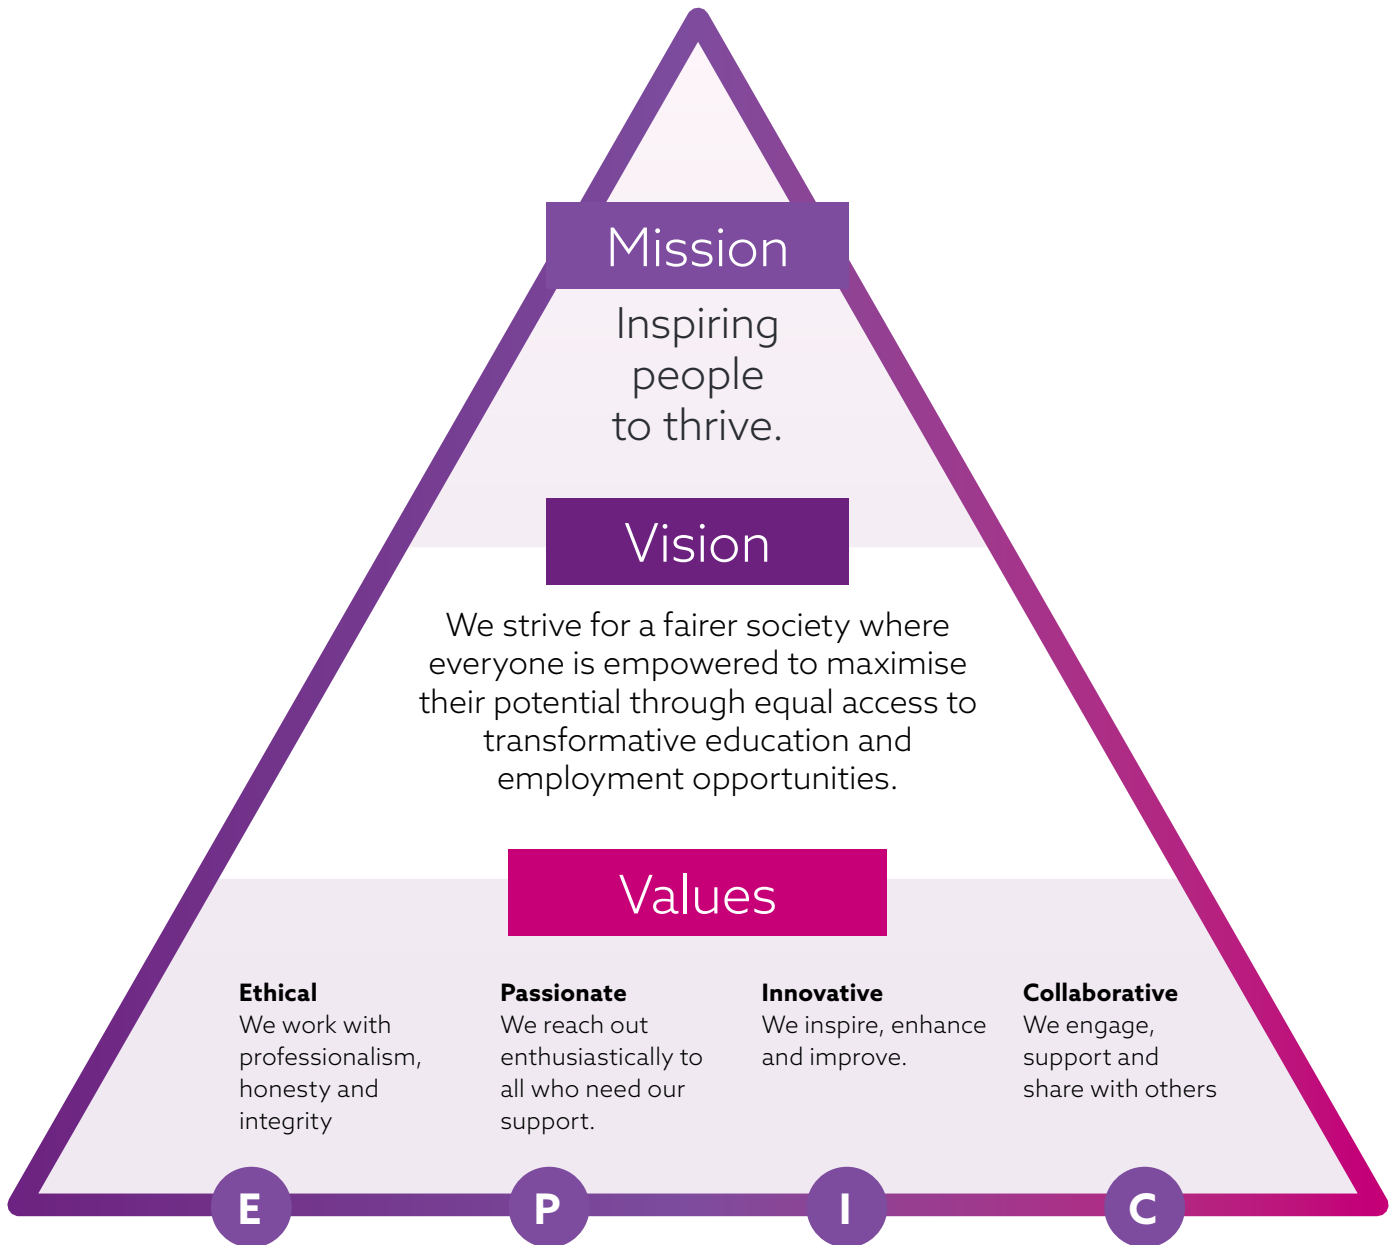 Mission
Inspiring
people
to thrive.
Vision
We strive for a fairer society where
everyone is empowered to maximise
their potential through equal access to
transformative education and
employment opportunities.
Values
Ethical
We work with
professionalism,
honesty and
integrity
Passionate
We reach out
enthusiastically to
all who need our
support.
Innovative
We inspire, enhance
and improve.
Collaborative
We engage,
support and
share with others
E
P
I
C